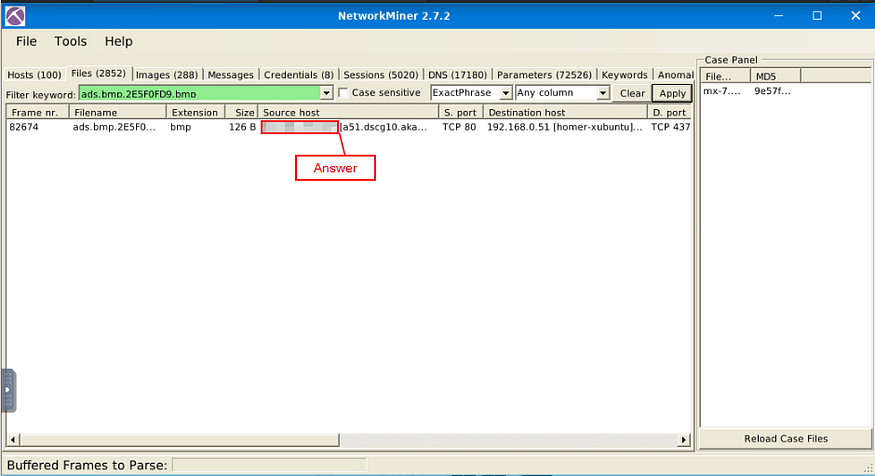 NetworkMiner 2.7.2
File Tools Help
Case Panel
Hosts (100) Files (2852) Images (288) Messages Credentials (8) Sessions (5020) DNS (17180) Parameters (72526) Keywords Anomal
File... MD5
Filter keyword: ads.bmp.2E5F0FD9.bmp Case sensitive ExactPhrase Any column Clear Apply
mx-7.... 9e57f...
Frame nr. Filename Extension Size Source host S. port Destination host D. port
82674 ads.bmp.2E5F0... bmp 126 B [a51.dscg10.aka... TCP 80 192.168.0.51 [homer-xubuntu]... TCP 437
Answer
Reload Case Files
Buffered Frames to Parse: